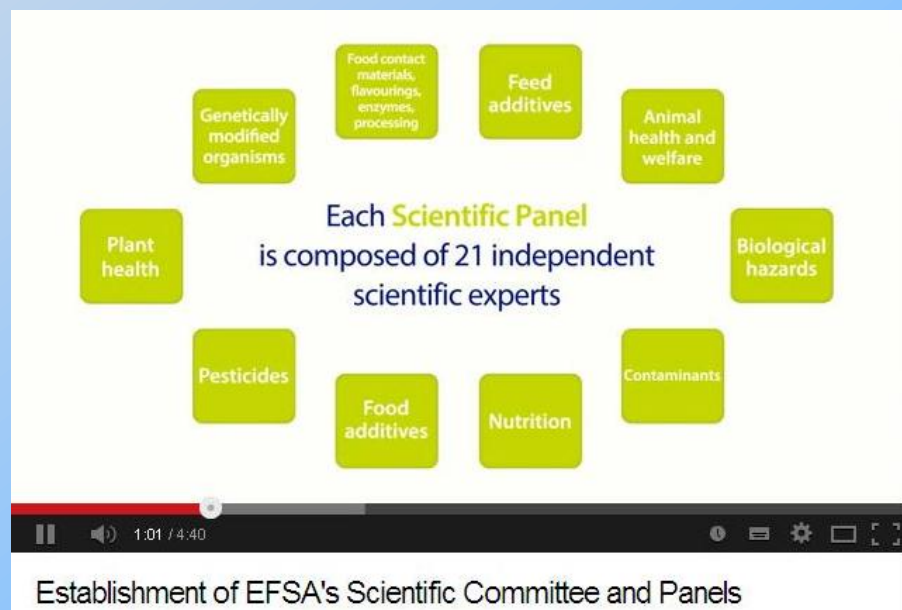 Food contact
materials,
flavourings,
enzymes,
processing
Feed
additives
Genetically
modified
organisms
Animal
health and
welfare
Each Scientific Panel
is composed of 21 independent
scientific experts
Plant
health
Biological
hazards
Pesticides
Contaminants
Food
additives
Nutrition
1:01 / 4:40
Establishment of EFSA's Scientific Committee and Panels